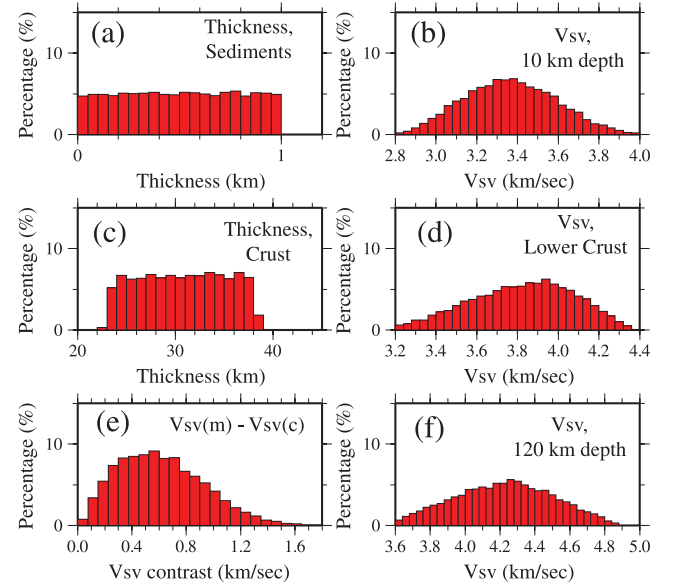 (a)
Thickness,
Sediments
15
10
5
0
Percentage (%)
0 1
Thickness (km)
(b)
Vsv,
10 km depth
10
0
Percentage (%)
2.8 3.0 3.2 3.4 3.6 3.8 4.0
Vsv (km/sec)
(c)
Thickness,
Crust
10
0
Percentage (%)
20 30 40
Thickness (km)
(d)
Vsv,
Lower Crust
10
0
Percentage (%)
3.2 3.4 3.6 3.8 4.0 4.2 4.4
Vsv (km/sec)
(e)
Vsv(m) - Vsv(c)
10
0
Percentage (%)
0.0 0.4 0.8 1.2 1.6
Vsv contrast (km/sec)
(f)
Vsv,
120 km depth
10
0
Percentage (%)
3.6 3.8 4.0 4.2 4.4 4.6 4.8 5.0
Vsv (km/sec)